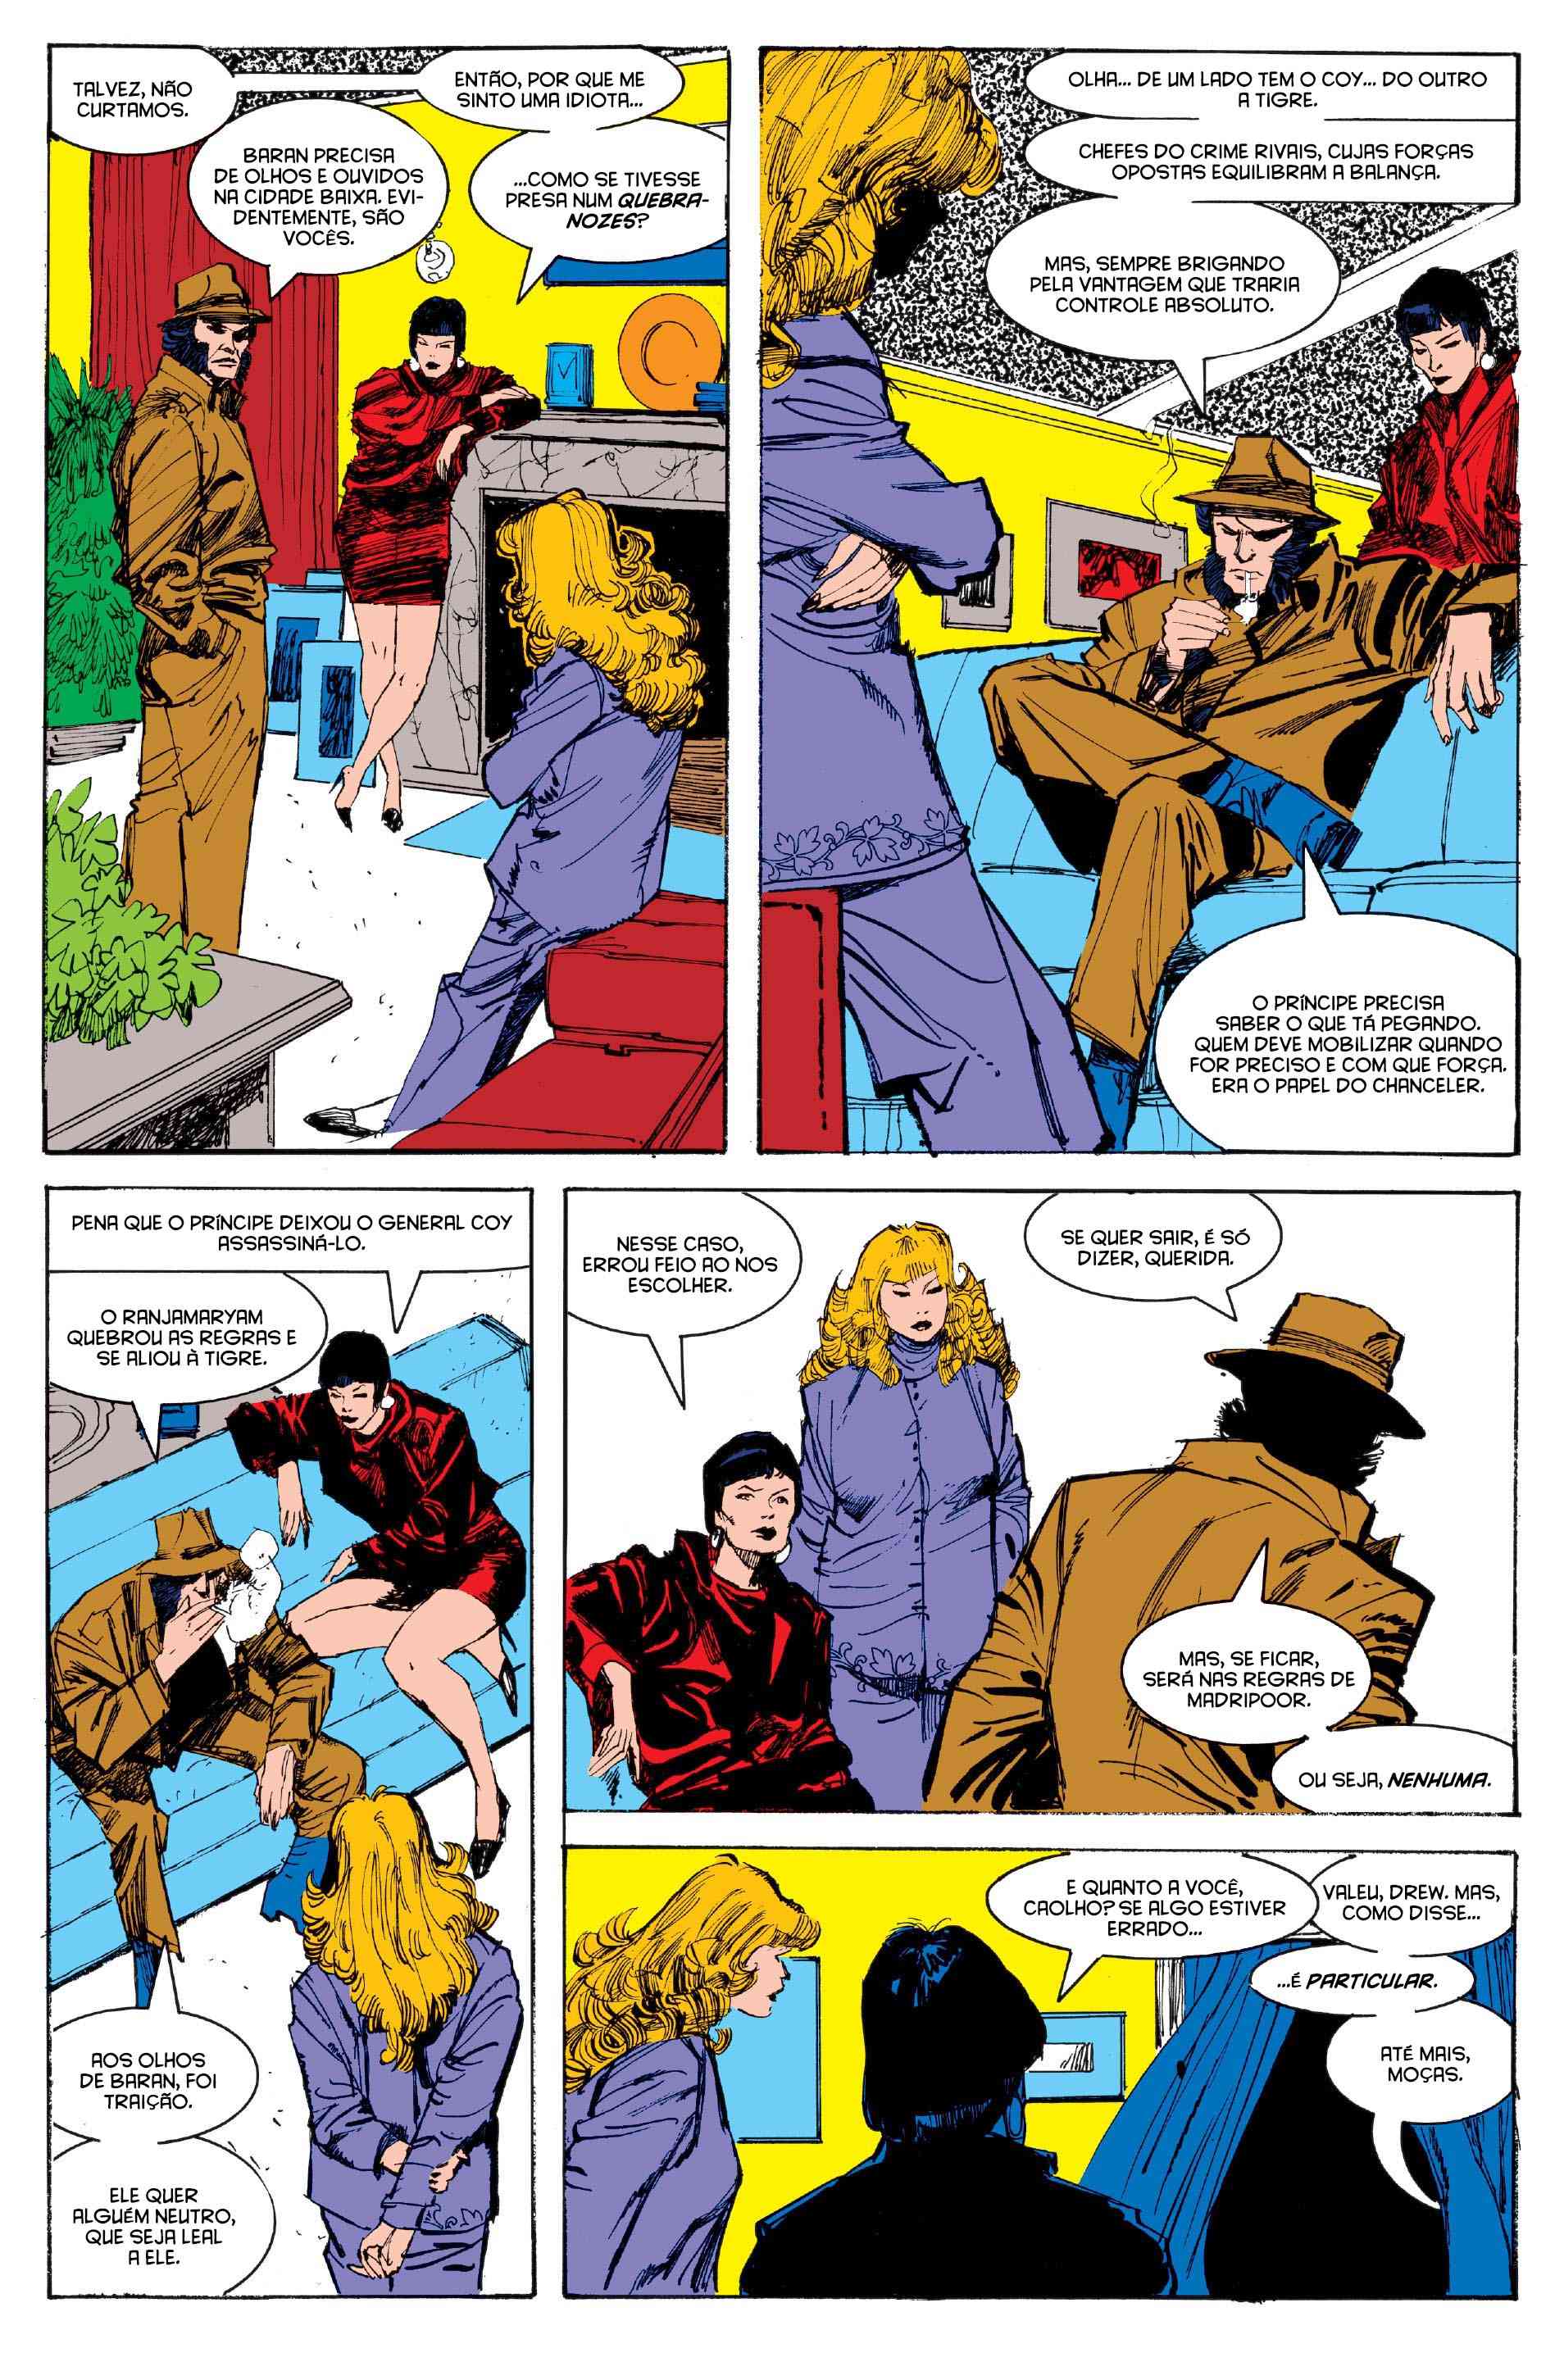 TALVEZ, NÃO
CURTAMOS.
BARAN PRECISA
DE OLHOS E OUVIDOS
NA CIDADE BAIXA. EVI-
DENTEMENTE, SÃO
VOCÊS.
ENTÃO, POR QUE ME
SINTO UMA IDIOTA...
...COMO SE TIVESSE
PRESA NUM QUEBRA-
NOZES?
OLHA... DE UM LADO TEM O COY... DO OUTRO
A TIGRE.
CHEFES DO CRIME RIVAIS, CUJAS FORÇAS
OPOSTAS EQUILIBRAM A BALANÇA.
MAS, SEMPRE BRIGANDO
PELA VANTAGEM QUE TRARIA
CONTROLE ABSOLUTO.
O PRÍNCIPE PRECISA
SABER O QUE TÁ PEGANDO.
QUEM DEVE MOBILIZAR QUANDO
FOR PRECISO E COM QUE FORÇA.
ERA O PAPEL DO CHANCELER.
PENA QUE O PRÍNCIPE DEIXOU O GENERAL COY
ASSASSINÁ-LO.
O RANJAMARYAM
QUEBROU AS REGRAS E
SE ALIOU À TIGRE.
AOS OLHOS
DE BARAN, FOI
TRAIÇÃO.
ELE QUER
ALGUÉM NEUTRO,
QUE SEJA LEAL
A ELE.
NESSE CASO,
ERROU FEIO AO NOS
ESCOLHER.
SE QUER SAIR, É SÓ
DIZER, QUERIDA.
MAS, SE FICAR,
SERÁ NAS REGRAS DE
MADRIPOOR.
OU SEJA, NENHUMA.
E QUANTO A VOCÊ,
CAOLHO? SE ALGO ESTIVER
ERRADO...
VALEU, DREW. MAS,
COMO DISSE...
...É PARTICULAR.
ATÉ MAIS,
MOÇAS.